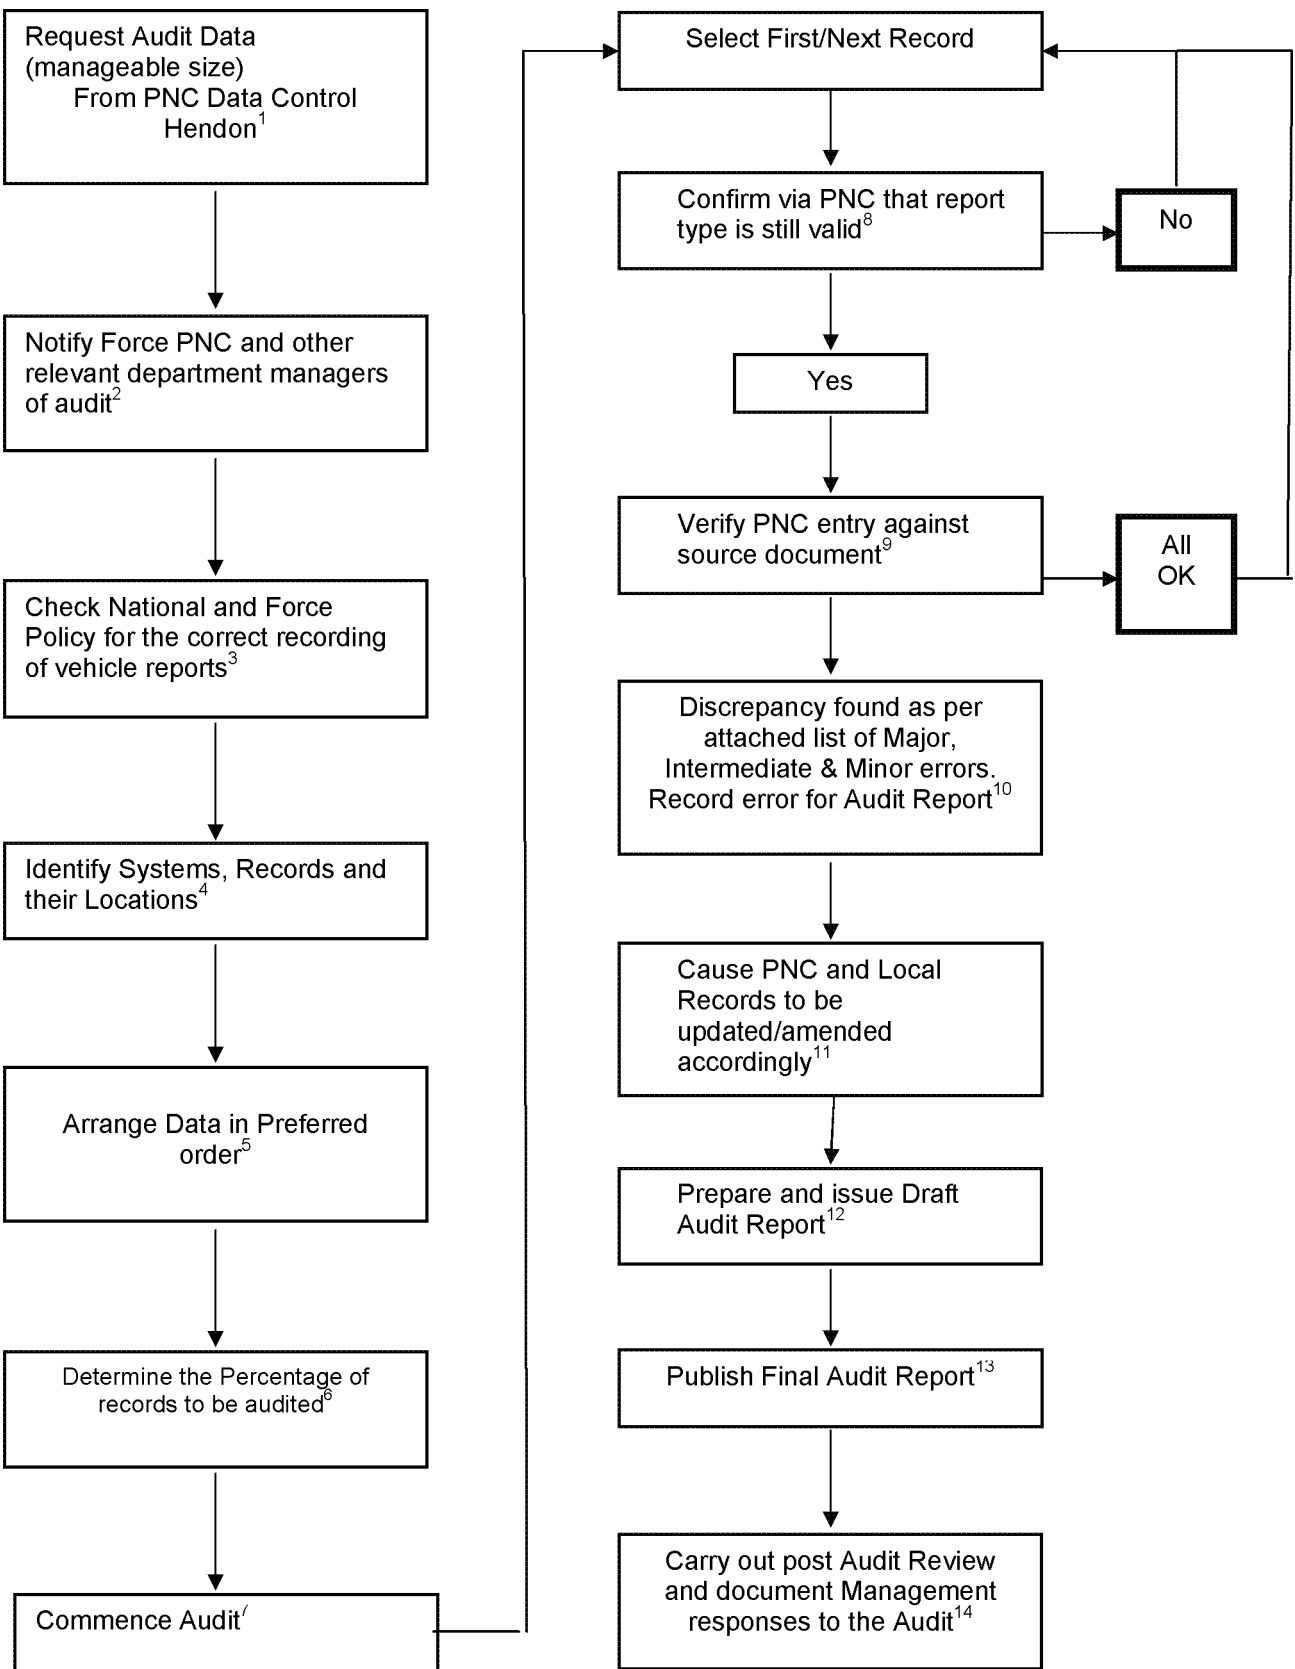 Request Audit Data
(manageable size)
From PNC Data Control
Hendon1
Notify Force PNC and other
relevant department managers
of audit2
Check National and Force
Policy for the correct recording
of vehicle reports3
Identify Systems, Records and
their Locations4
Arrange Data in Preferred
order5
Determine the Percentage of
records to be audited6
Commence Audit7
Select First/Next Record
Confirm via PNC that report
type is still valid8
No
Yes
Verify PNC entry against
source document9
All
OK
Discrepancy found as per
attached list of Major,
Intermediate & Minor errors.
Record error for Audit Report10
Cause PNC and Local
Records to be
updated/amended
accordingly11
Prepare and issue Draft
Audit Report12
Publish Final Audit Report13
Carry out post Audit Review
and document Management
responses to the Audit14